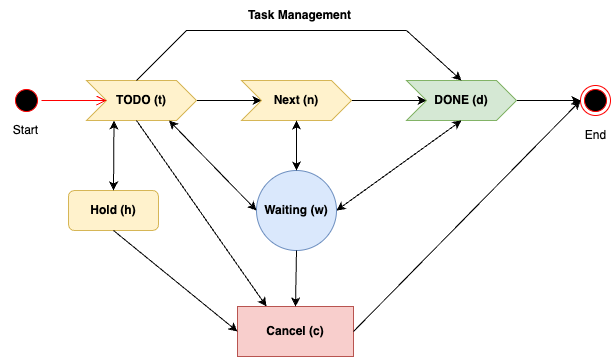 Task Management
TODO (t)
Next (n)
DONE (d)
Start
End
Hold (h)
Waiting (w)
Cancel (c)